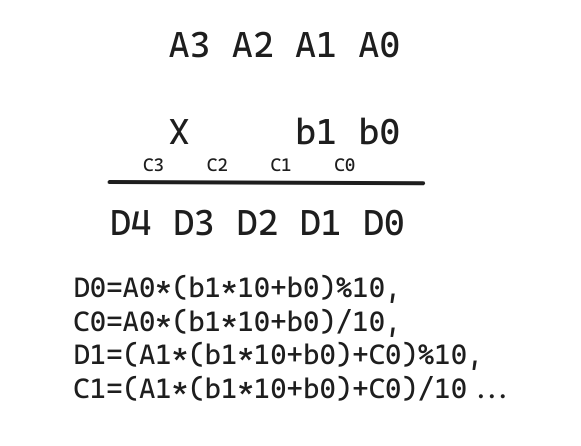 A3 A2 A1 A0
X b1 b0
C3 C2 C1 C0
D4 D3 D2 D1 D0
D0=A0*(b1*10+b0)%10,
C0=A0*(b1*10+b0)/10,
D1=(A1*(b1*10+b0)+C0)%10,
C1=(A1*(b1*10+b0)+C0)/10 ...